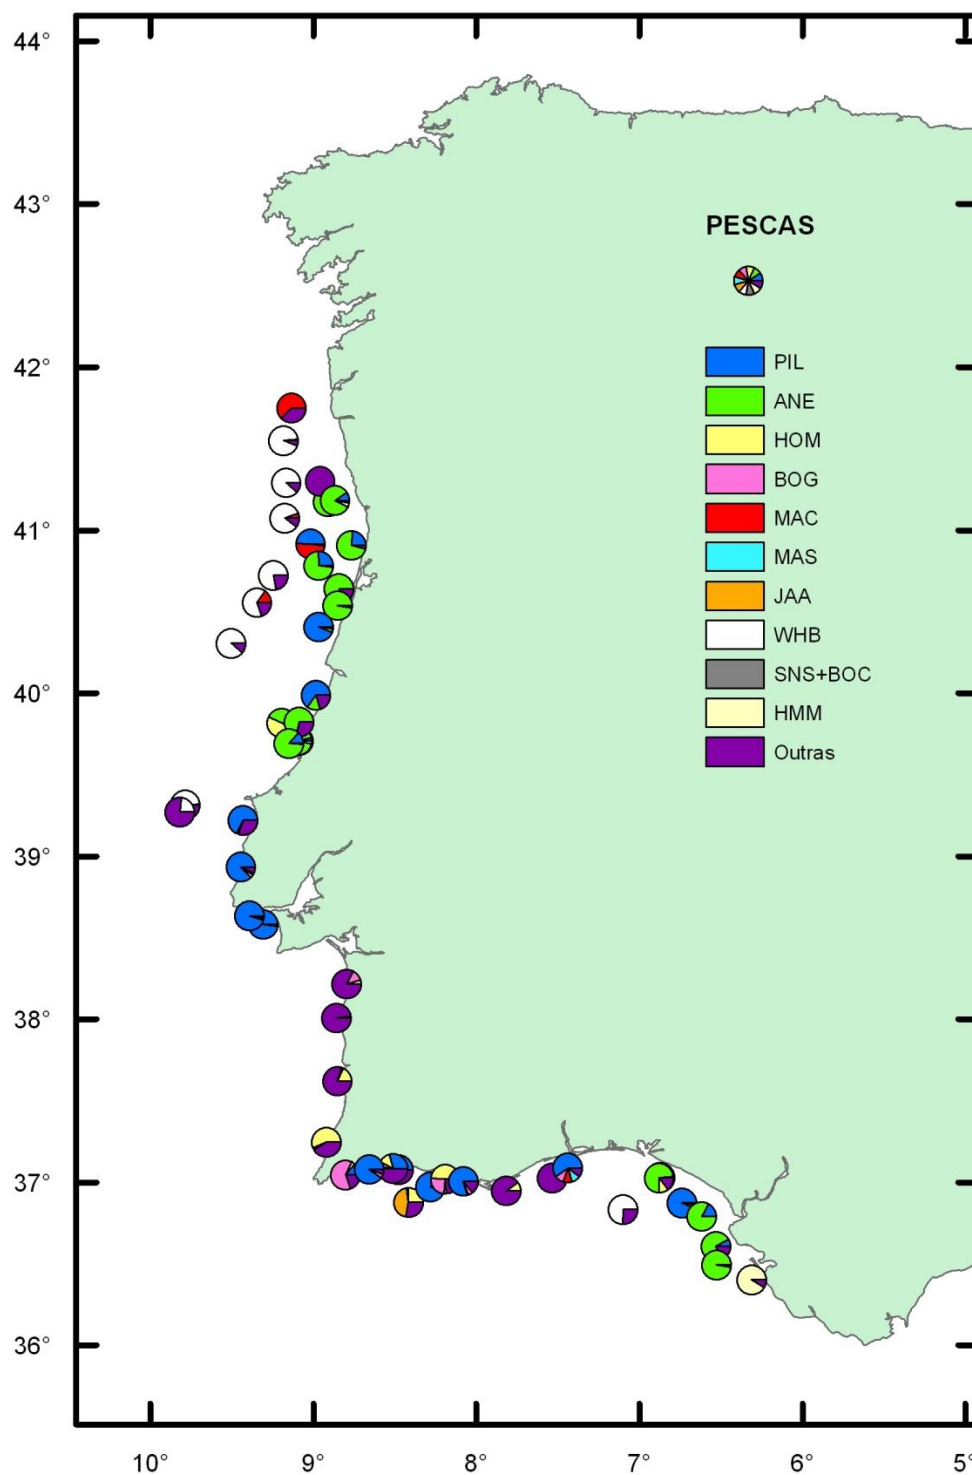 44°
43°
42°
41°
40°
39°
38°
37°
36°
PESCAS
PIL
ANE
HOM
BOG
MAC
MAS
JAA
WHB
SNS+BOC
HMM
Outras
10°
9°
8°
7°
6°
5°